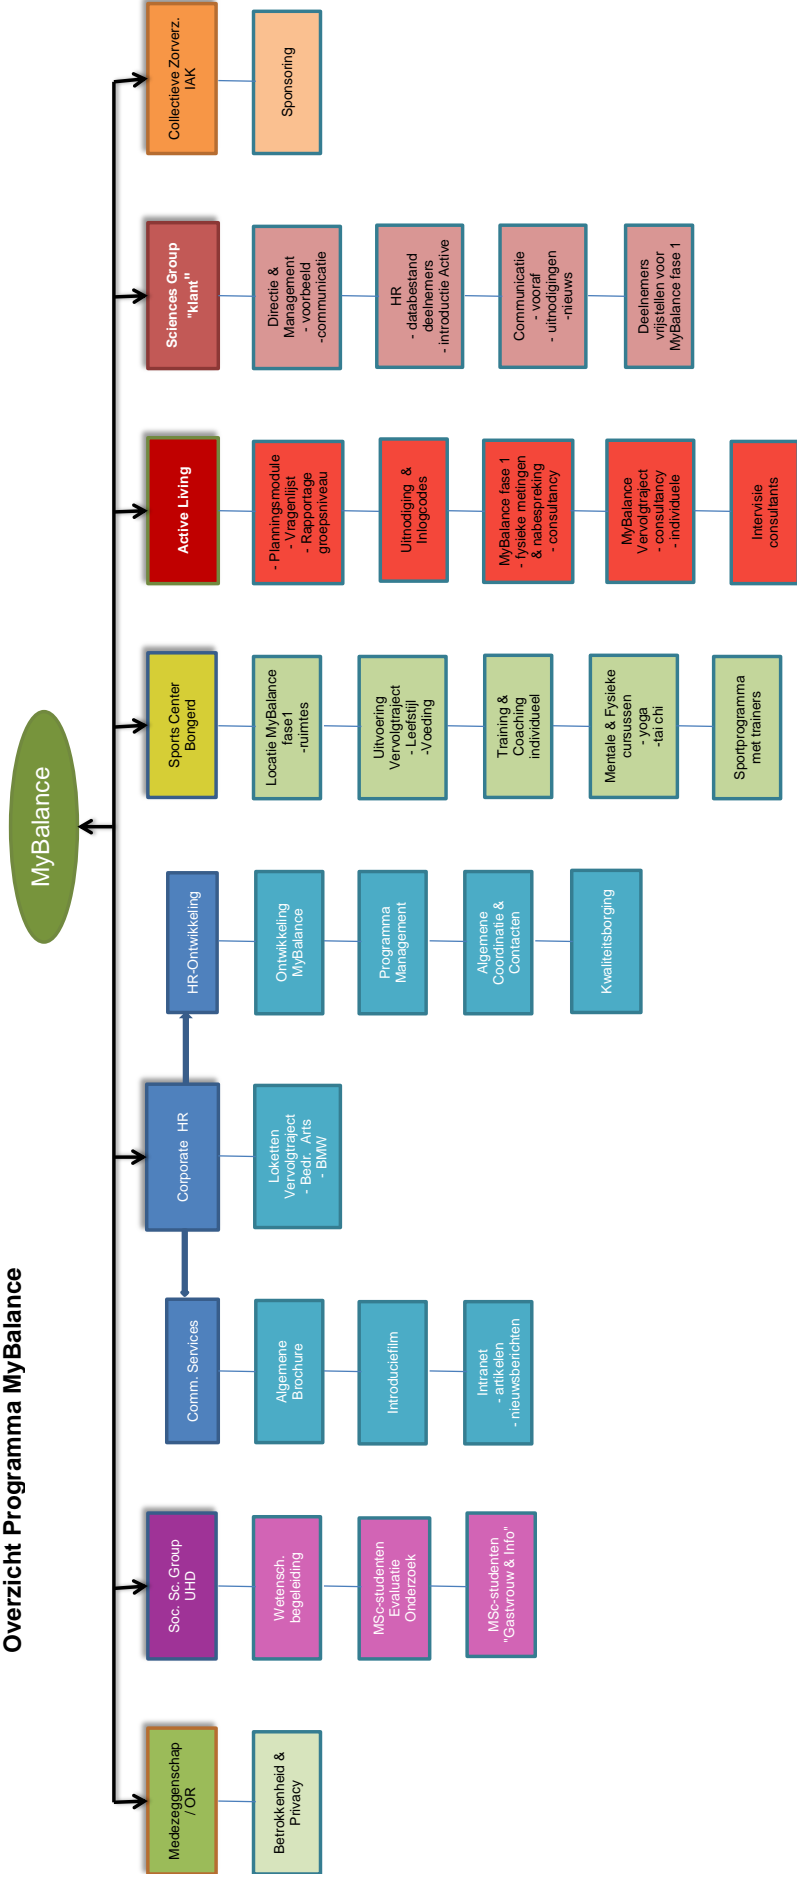 Overzicht Programma MyBalance
MyBalance
Medezeggenschap
/ OR
Betrokkenheid &
Privacy
Soc. Sc. Group
UHD
Wetensch.
begeleiding
MSc-studenten
Evaluatie
Onderzoek
MSc-studenten
"Gastvrouw & Info"
Comm. Services
Algemene
Brochure
Introduciefilm
Intranet
- artikelen
- nieuwsberichten
Corporate HR
Loketten
Vervolgtraject
- Bedr. Arts
- BMW
HR-Ontwikkeling
Ontwikkeling
MyBalance
Programma
Management
Algemene
Coordinatie &
Contacten
Kwaliteitsborging
Sports Center
Bongerd
Locatie MyBalance
fase1
-ruimtes
Uitvoering
Vervolgtraject
- Leefstijl
-Voeding
Training &
Coaching
individueel
Mentale & Fysieke
cursussen
- yoga
-tai chi
Sportprogramma
met trainers
Active Living
- Planningsmodule
- Vragenlijst
- Rapportage
groepsniveau
Uitnodiging &
Inlogcodes
MyBalance fase 1
- fysieke metingen
& nabespreking
- consultancy
MyBalance
Vervolgtraject
- consultancy
- individuele
Intervisie
consultants
Sciences Group
"klant"
Directie &
Management
- voorbeeld
-communicatie
HR
- databestand
deelnemers
- introductie Active
Communicatie
- vooraf
- uitnodigingen
-nieuws
Deelnemers
vrijstellen voor
MyBalance fase 1
Collectieve Zorverz.
IAK
Sponsoring